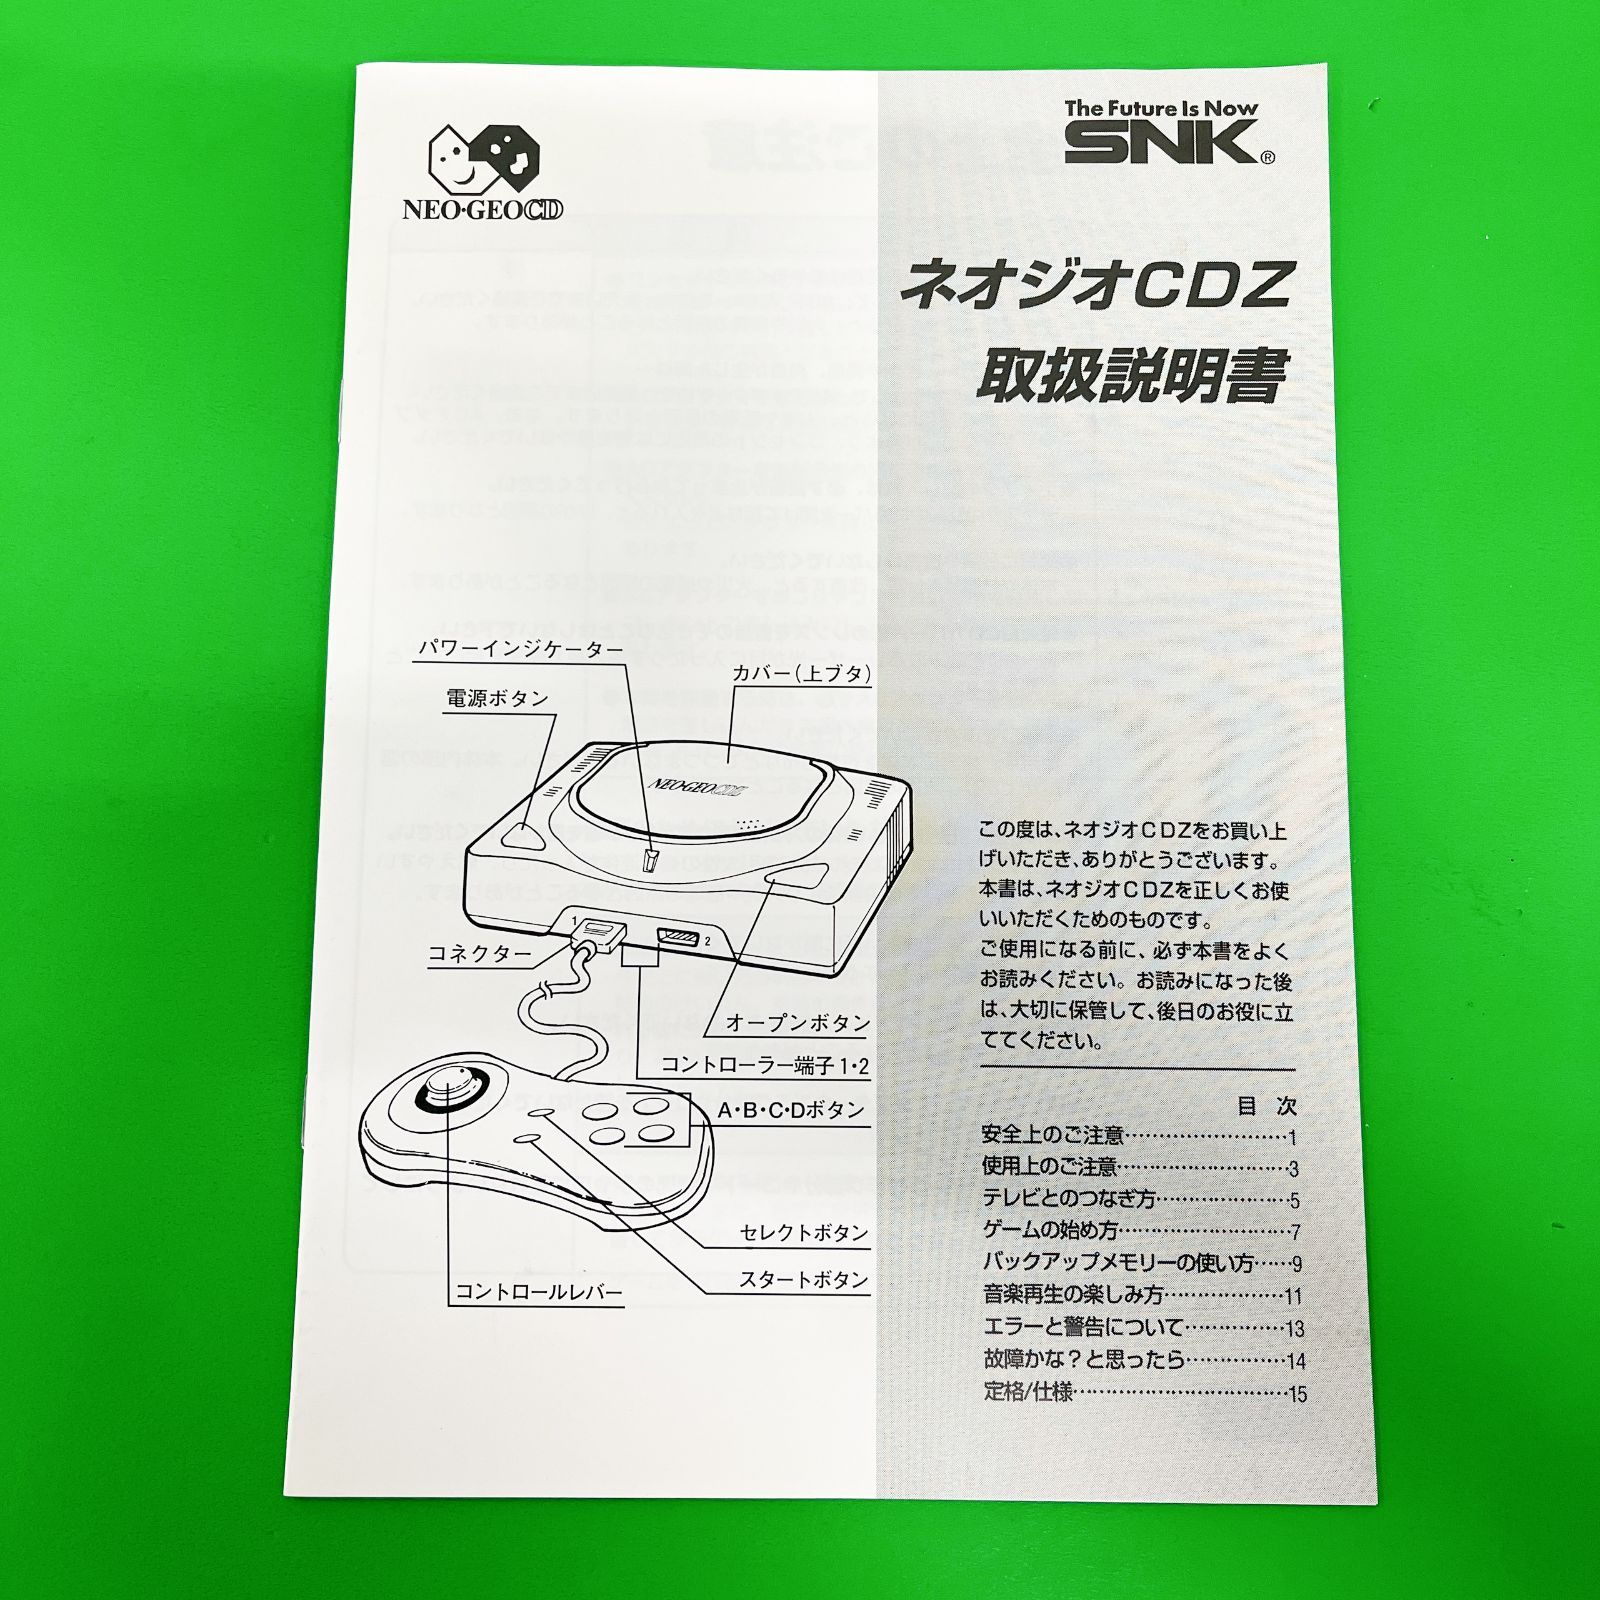 NEO·GEO CD
The Future Is Now
SNK®
ネオジオCDZ
取扱説明書
パワーインジケーター
電源ボタン
カバー(上ブタ)
NEO·GEO CDZ
1
2
コネクター
オープンボタン
コントローラー端子1・2
A・B・C・Dボタン
セレクトボタン
スタートボタン
コントロールレバー
この度は、ネオジオCDZをお買い上
げいただき、ありがとうございます。
本書は、ネオジオCDZを正しくお使
いいただくためのものです。
ご使用になる前に、必ず本書をよく
お読みください。お読みになった後
は、大切に保管して、後日のお役に立
ててください。
目 次
安全上のご注意……………………1
使用上のご注意……………………3
テレビとのつなぎ方………………5
ゲームの始め方……………………7
バックアップメモリーの使い方……9
音楽再生の楽しみ方………………11
エラーと警告について……………13
故障かな?と思ったら……………14
定格/仕様…………………………15